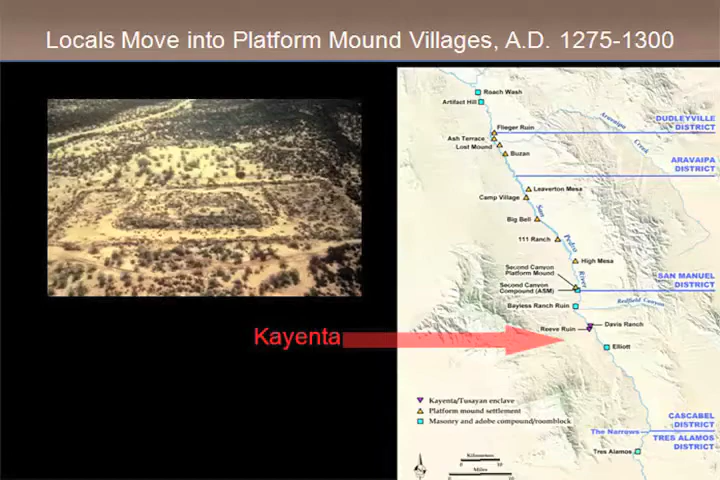 Locals Move into Platform Mound Villages, A.D. 1275-1300
Roach Wash
Artifact Hill
Flieger Ruin
DUDLEYVILLE
DISTRICT
Aravaipa
Creek
Ash Terrace
Lost Mound
Buzan
ARAVAIPA
DISTRICT
Leaverton Mesa
Camp Village
San
Big Bell
Pedro
111 Ranch
High Mesa
River
Second Canyon
Platform Mound
SAN MANUEL
DISTRICT
Second Canyon
Compound (ASM)
Bayless Ranch Ruin
Redfield Canyon
Kayenta
Reeve Ruin
Davis Ranch
Elliott
Kayenta/Tusayan enclave
Platform mound settlement
Masonry and adobe compound/roomblock
CASCABEL
DISTRICT
The Narrows
TRES ALAMOS
DISTRICT
Tres Alamos
Kilometers
0 10
Miles
0 10